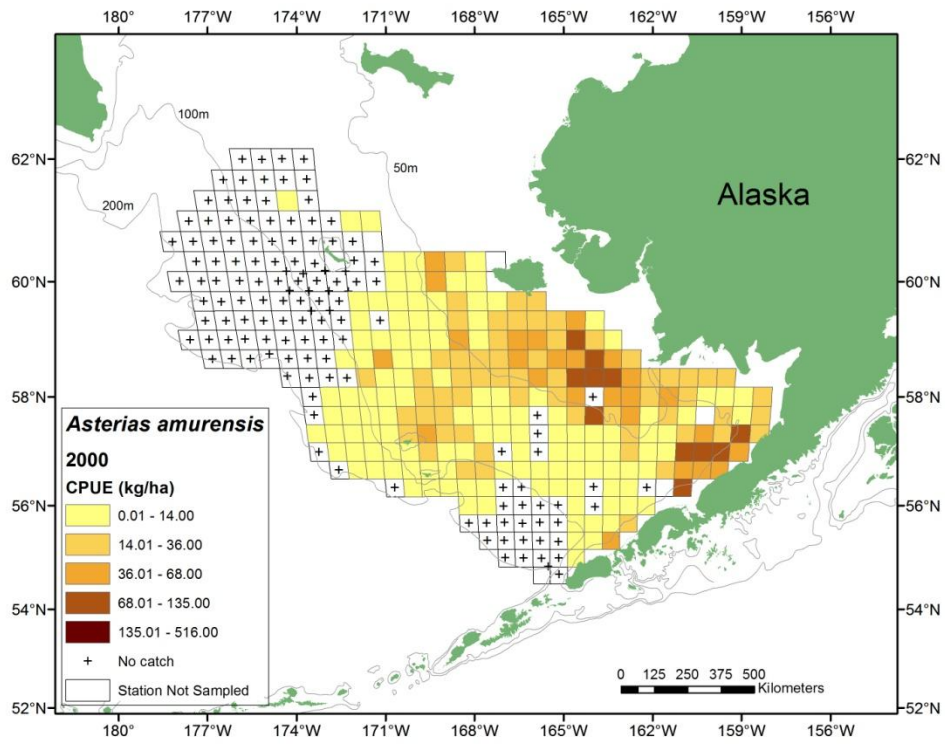 180° 177°W 174°W 171°W 168°W 165°W 162°W 159°W 156°W
100m
50m
62°N 62°N
200m
Alaska
60°N 60°N
58°N 58°N
Asterias amurensis
2000
CPUE (kg/ha)
56°N 56°N
0.01 - 14.00
14.01 - 36.00
36.01 - 68.00
68.01 - 135.00
54°N 54°N
135.01 - 516.00
No catch
0 125 250 375 500
Kilometers
Station Not Sampled
52°N 52°N
180° 177°W 174°W 171°W 168°W 165°W 162°W 159°W 156°W